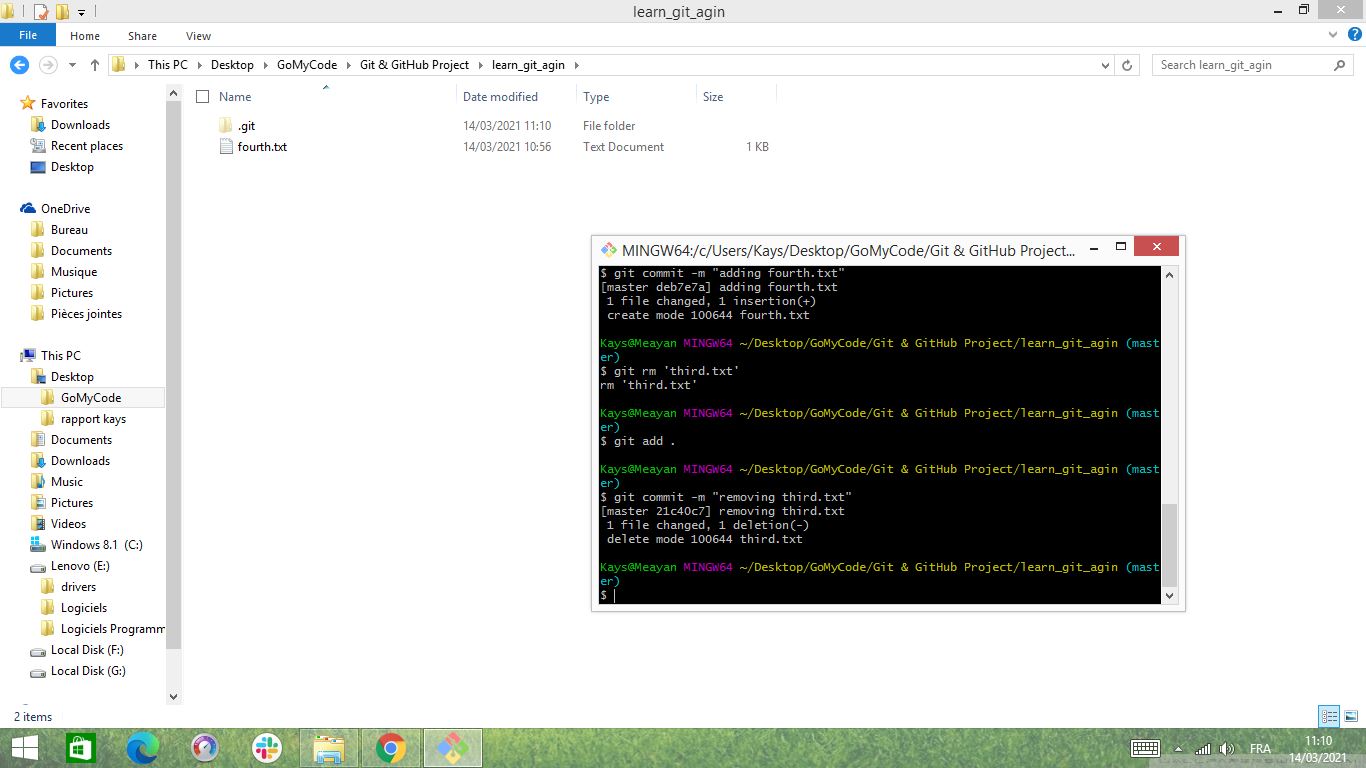 learn_git_agin
File
Home
Share
View
This PC
Desktop
GoMyCode
Git & GitHub Project
learn_git_agin
Search learn_git_agin
Name
Date modified
Type
Size
.git
14/03/2021 11:10
File folder
fourth.txt
14/03/2021 10:56
Text Document
1 KB
Favorites
Downloads
Recent places
Desktop
OneDrive
Bureau
Documents
Musique
Pictures
Pièces jointes
This PC
Desktop
GoMyCode
rapport kays
Documents
Downloads
Music
Pictures
Videos
Windows 8.1 (C:)
Lenovo (E:)
drivers
Logiciels
Logiciels Programm
Local Disk (F:)
Local Disk (G:)
2 items
MINGW64:/c/Users/Kays/Desktop/GoMyCode/Git & GitHub Project...
$ git commit -m "adding fourth.txt"
[master deb7e7a] adding fourth.txt
1 file changed, 1 insertion(+)
create mode 100644 fourth.txt
Kays@Meayan MINGW64 ~/Desktop/GoMyCode/Git & GitHub Project/learn_git_agin (mast
er)
$ git rm 'third.txt'
rm 'third.txt'
Kays@Meayan MINGW64 ~/Desktop/GoMyCode/Git & GitHub Project/learn_git_agin (mast
er)
$ git add .
Kays@Meayan MINGW64 ~/Desktop/GoMyCode/Git & GitHub Project/learn_git_agin (mast
er)
$ git commit -m "removing third.txt"
[master 21c40c7] removing third.txt
1 file changed, 1 deletion(-)
delete mode 100644 third.txt
Kays@Meayan MINGW64 ~/Desktop/GoMyCode/Git & GitHub Project/learn_git_agin (mast
er)
$
FRA
11:10
14/03/2021